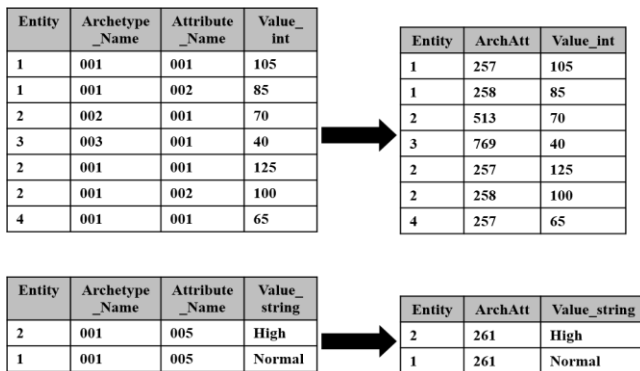 Entity Archetype _Name Attribute _Name Value_ int
1 001 001 105
1 001 002 85
2 002 001 70
3 003 001 40
2 001 001 125
2 001 002 100
4 001 001 65
Entity ArchAtt Value_int
1 257 105
1 258 85
2 513 70
3 769 40
2 257 125
2 258 100
4 257 65
Entity Archetype _Name Attribute _Name Value_ string
2 001 005 High
1 001 005 Normal
Entity ArchAtt Value_string
2 261 High
1 261 Normal